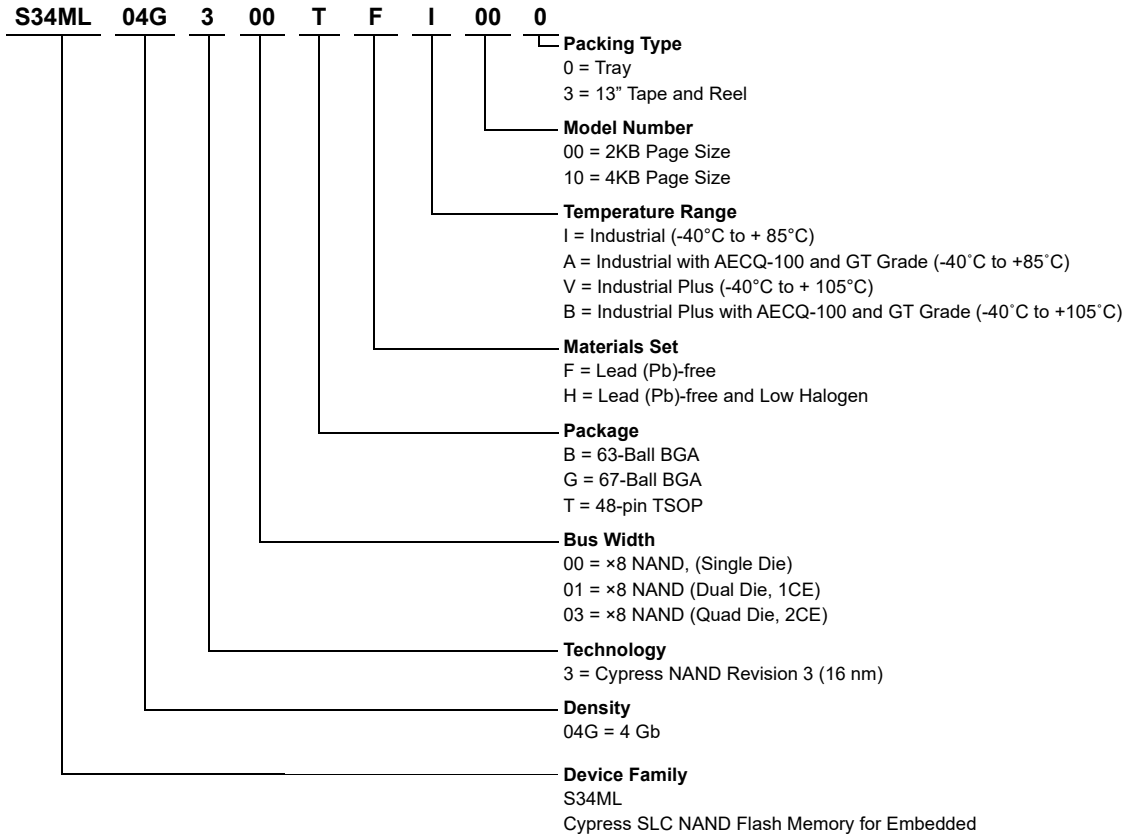 S34ML 04G 3 00 T F I 00 0
Packing Type
0 = Tray
3 = 13” Tape and Reel
Model Number
00 = 2KB Page Size
10 = 4KB Page Size
Temperature Range
I = Industrial (-40°C to + 85°C)
A = Industrial with AECQ-100 and GT Grade (-40˚C to +85˚C)
V = Industrial Plus (-40°C to + 105°C)
B = Industrial Plus with AECQ-100 and GT Grade (-40˚C to +105˚C)
Materials Set
F = Lead (Pb)-free
H = Lead (Pb)-free and Low Halogen
Package
B = 63-Ball BGA
G = 67-Ball BGA
T = 48-pin TSOP
Bus Width
00 = ×8 NAND, (Single Die)
01 = ×8 NAND (Dual Die, 1CE)
03 = ×8 NAND (Quad Die, 2CE)
Technology
3 = Cypress NAND Revision 3 (16 nm)
Density
04G = 4 Gb
Device Family
S34ML
Cypress SLC NAND Flash Memory for Embedded